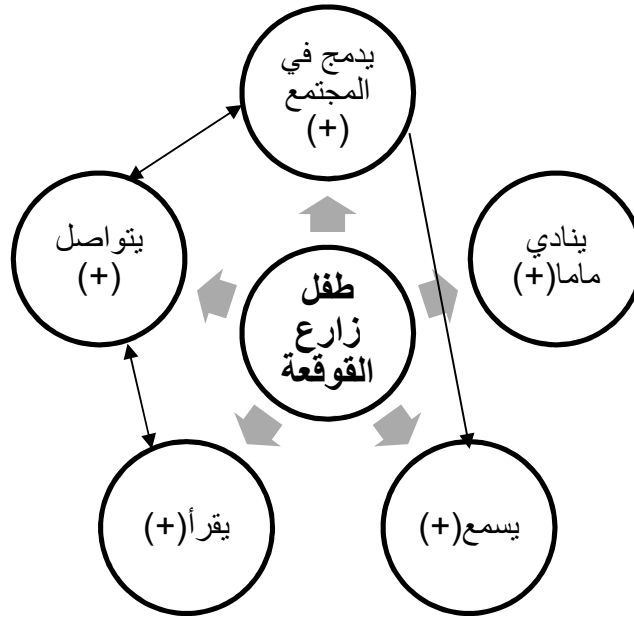 يدمج في
المجتمع
(+)
يتواصل
(+)
ينادي
ماما(+)
طفل
زارع
القوقعة
يقرأ(+)
يسمع(+)